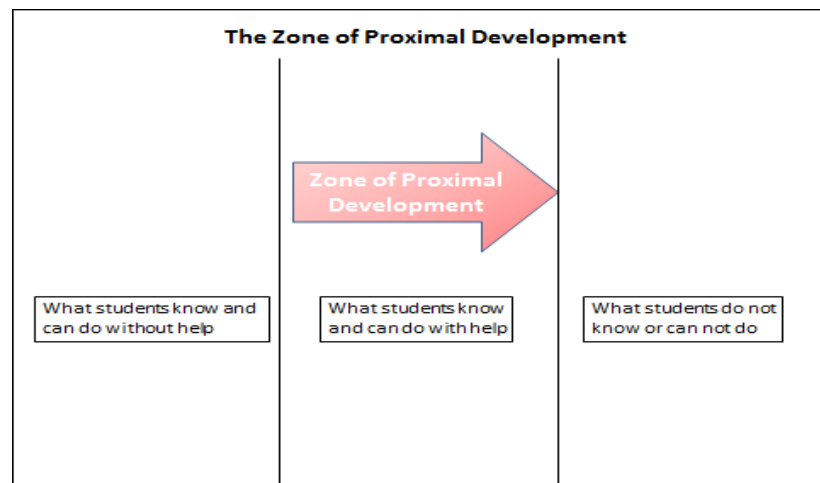 The Zone of Proximal Development
Zone of Proximal
Development
What students know and
can do without help
What students know
and can do with help
What students do not
know or can not do